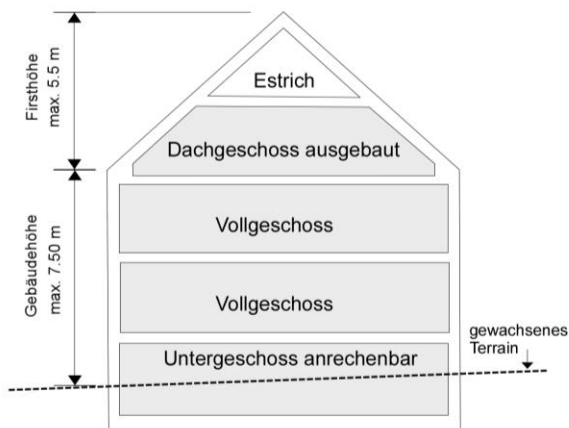 Firsthöhe
max. 5.5 m
Estrich
Dachgeschoss ausgebaut
Gebäudehöhe
max. 7.50 m
Vollgeschoss
Vollgeschoss
Untergeschoss anrechenbar
gewachsenes
Terrain